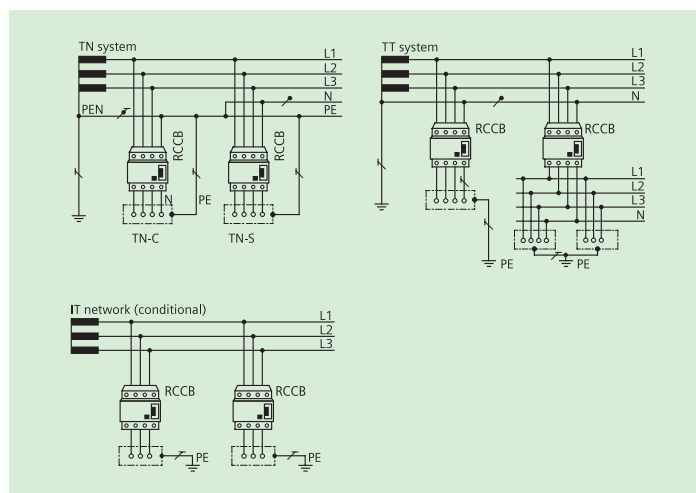 TN system
L1
L2
L3
N
PEN
PE
RCCB
RCCB
N
PE
TN-C
TN-S
TT system
L1
L2
L3
N
RCCB
RCCB
L1
L2
L3
N
PE
PE
IT network (conditional)
L1
L2
L3
RCCB
RCCB
PE
PE